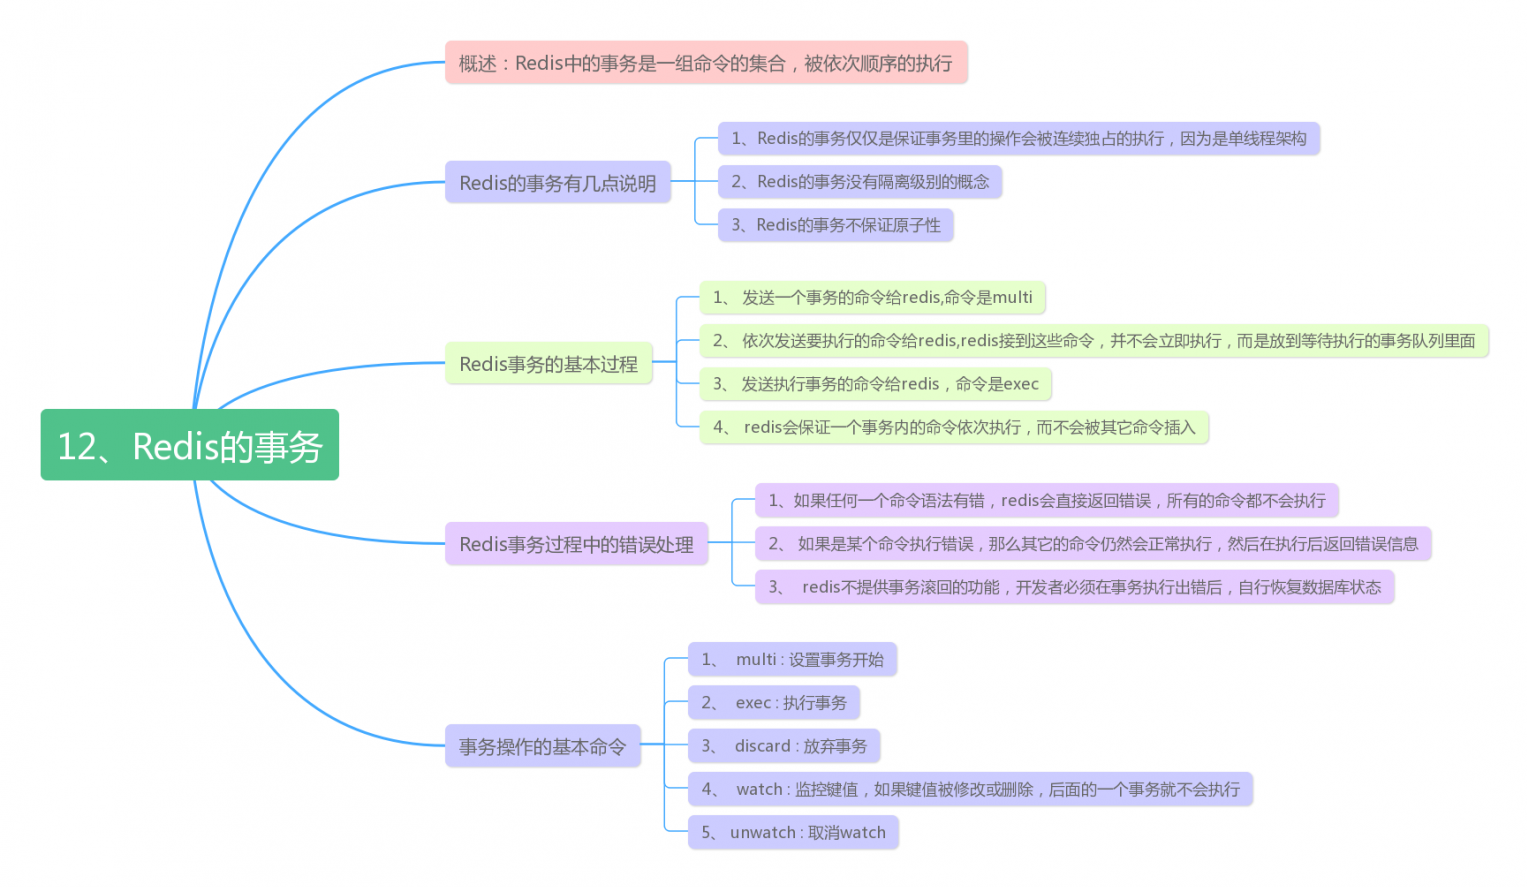 概述：Redis中的事务是一组命令的集合，被依次顺序的执行
Redis的事务有几点说明
1、Redis的事务仅仅是保证事务里的操作会被连续独占的执行，因为是单线程架构
2、Redis的事务没有隔离级别的概念
3、Redis的事务不保证原子性
12、Redis的事务
Redis事务的基本过程
1、 发送一个事务的命令给redis,命令是multi
2、 依次发送要执行的命令给redis,redis接到这些命令，并不会立即执行，而是放到等待执行的事务队列里面
3、 发送执行事务的命令给redis，命令是exec
4、 redis会保证一个事务内的命令依次执行，而不会被其它命令插入
Redis事务过程中的错误处理
1、如果任何一个命令语法有错，redis会直接返回错误，所有的命令都不会执行
2、 如果是某个命令执行错误，那么其它的命令仍然会正常执行，然后在执行后返回错误信息
3、 redis不提供事务滚回的功能，开发者必须在事务执行出错后，自行恢复数据库状态
事务操作的基本命令
1、 multi : 设置事务开始
2、 exec : 执行事务
3、 discard : 放弃事务
4、 watch : 监控键值，如果键值被修改或删除，后面的一个事务就不会执行
5、 unwatch : 取消watch